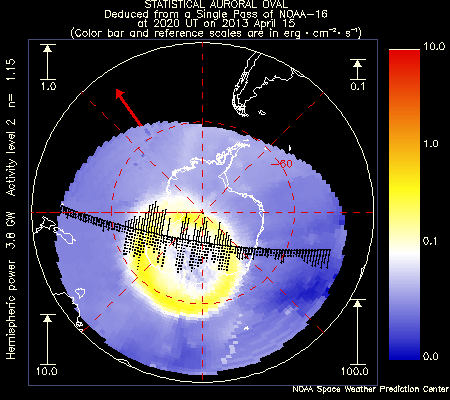 STATISTICAL AURORAL OVAL
Deduced from a Single Pass of NOAA-16
at 2020 UT on 2013 April 15
(Color bar and reference scales are in erg·cm⁻²·s⁻¹)
1.0
0.1
10.0
1.0
0.1
0.0
-60
Hemispheric power 3.8 GW Activity level 2 n= 1.15
10.0
100.0
NOAA Space Weather Prediction Center